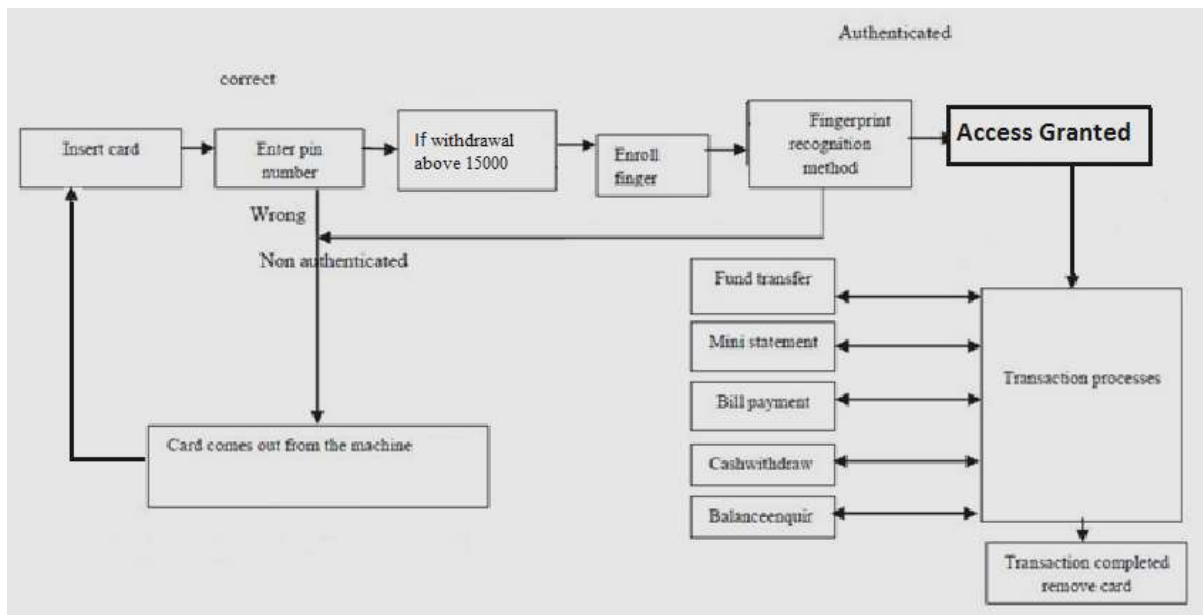 Authenticated
correct
Insert card
Enter pin
number
If withdrawal
above 15000
Enroll
finger
Fingerprint
recognition
method
Access Granted
Wrong
Non authenticated
Fund transfer
Mini statement
Bill payment
Cashwithdraw
Balanceenquir
Transaction processes
Card comes out from the machine
Transaction completed
remove card